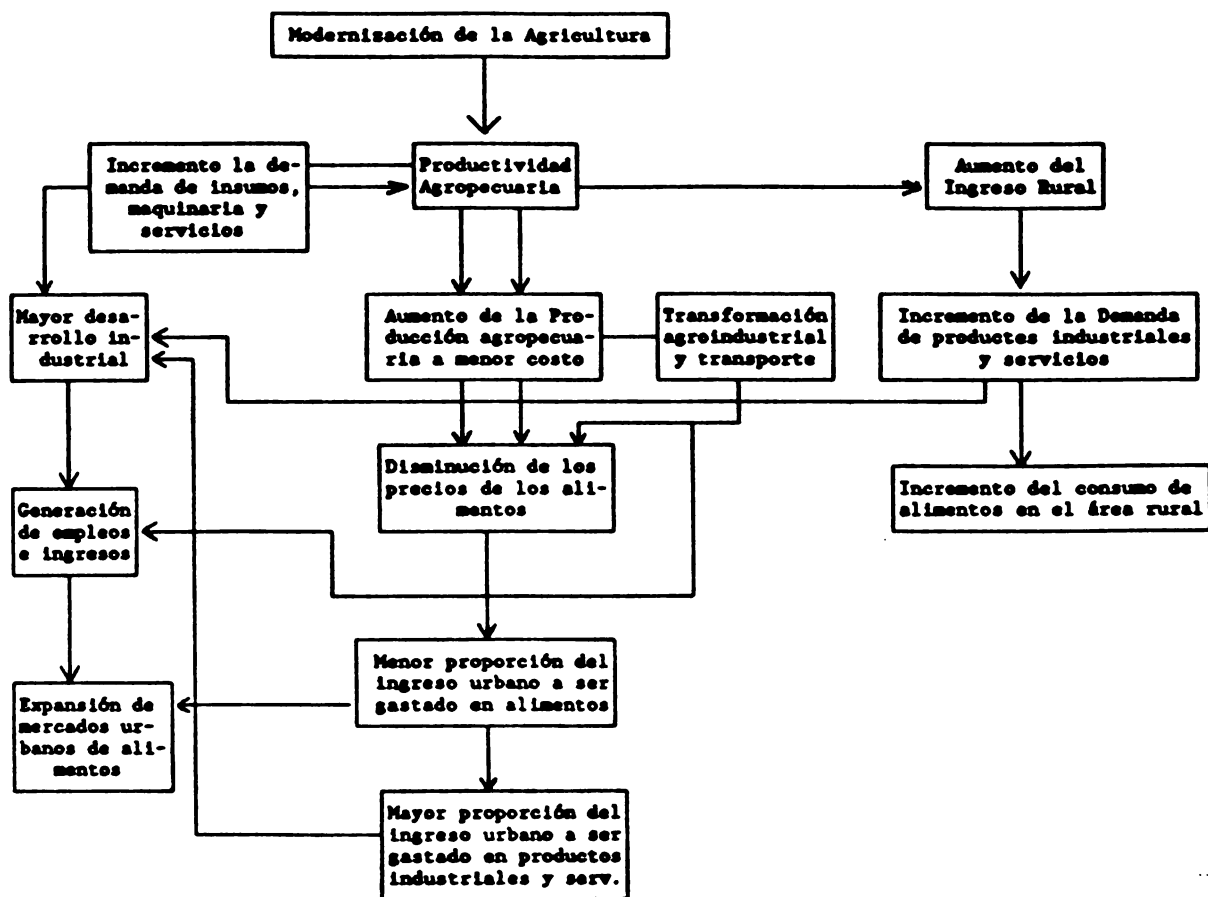 Modernización de la Agricultura
Incremento la de-
manda de insumos,
maquinaria y
servicios
Productividad
Agropecuaria
Aumento del
Ingreso Rural
Mayor desa-
rrollo in-
dustrial
Aumento de la Pro-
ducción agropecua-
ria a menor costo
Transformación
agroindustrial
y transporte
Incremento de la Demanda
de productes industriales
y servicios
Disminución de los
precios de los ali-
mentos
Incremento del consumo de
alimentos en el área rural
Generación
de empleos
e ingresos
Menor proporción del
ingreso urbano a ser
gastado en alimentos
Expansión de
mercados ur-
banos de ali-
mentos
Mayor proporción del
ingreso urbano a ser
gastado en productos
industriales y serv.